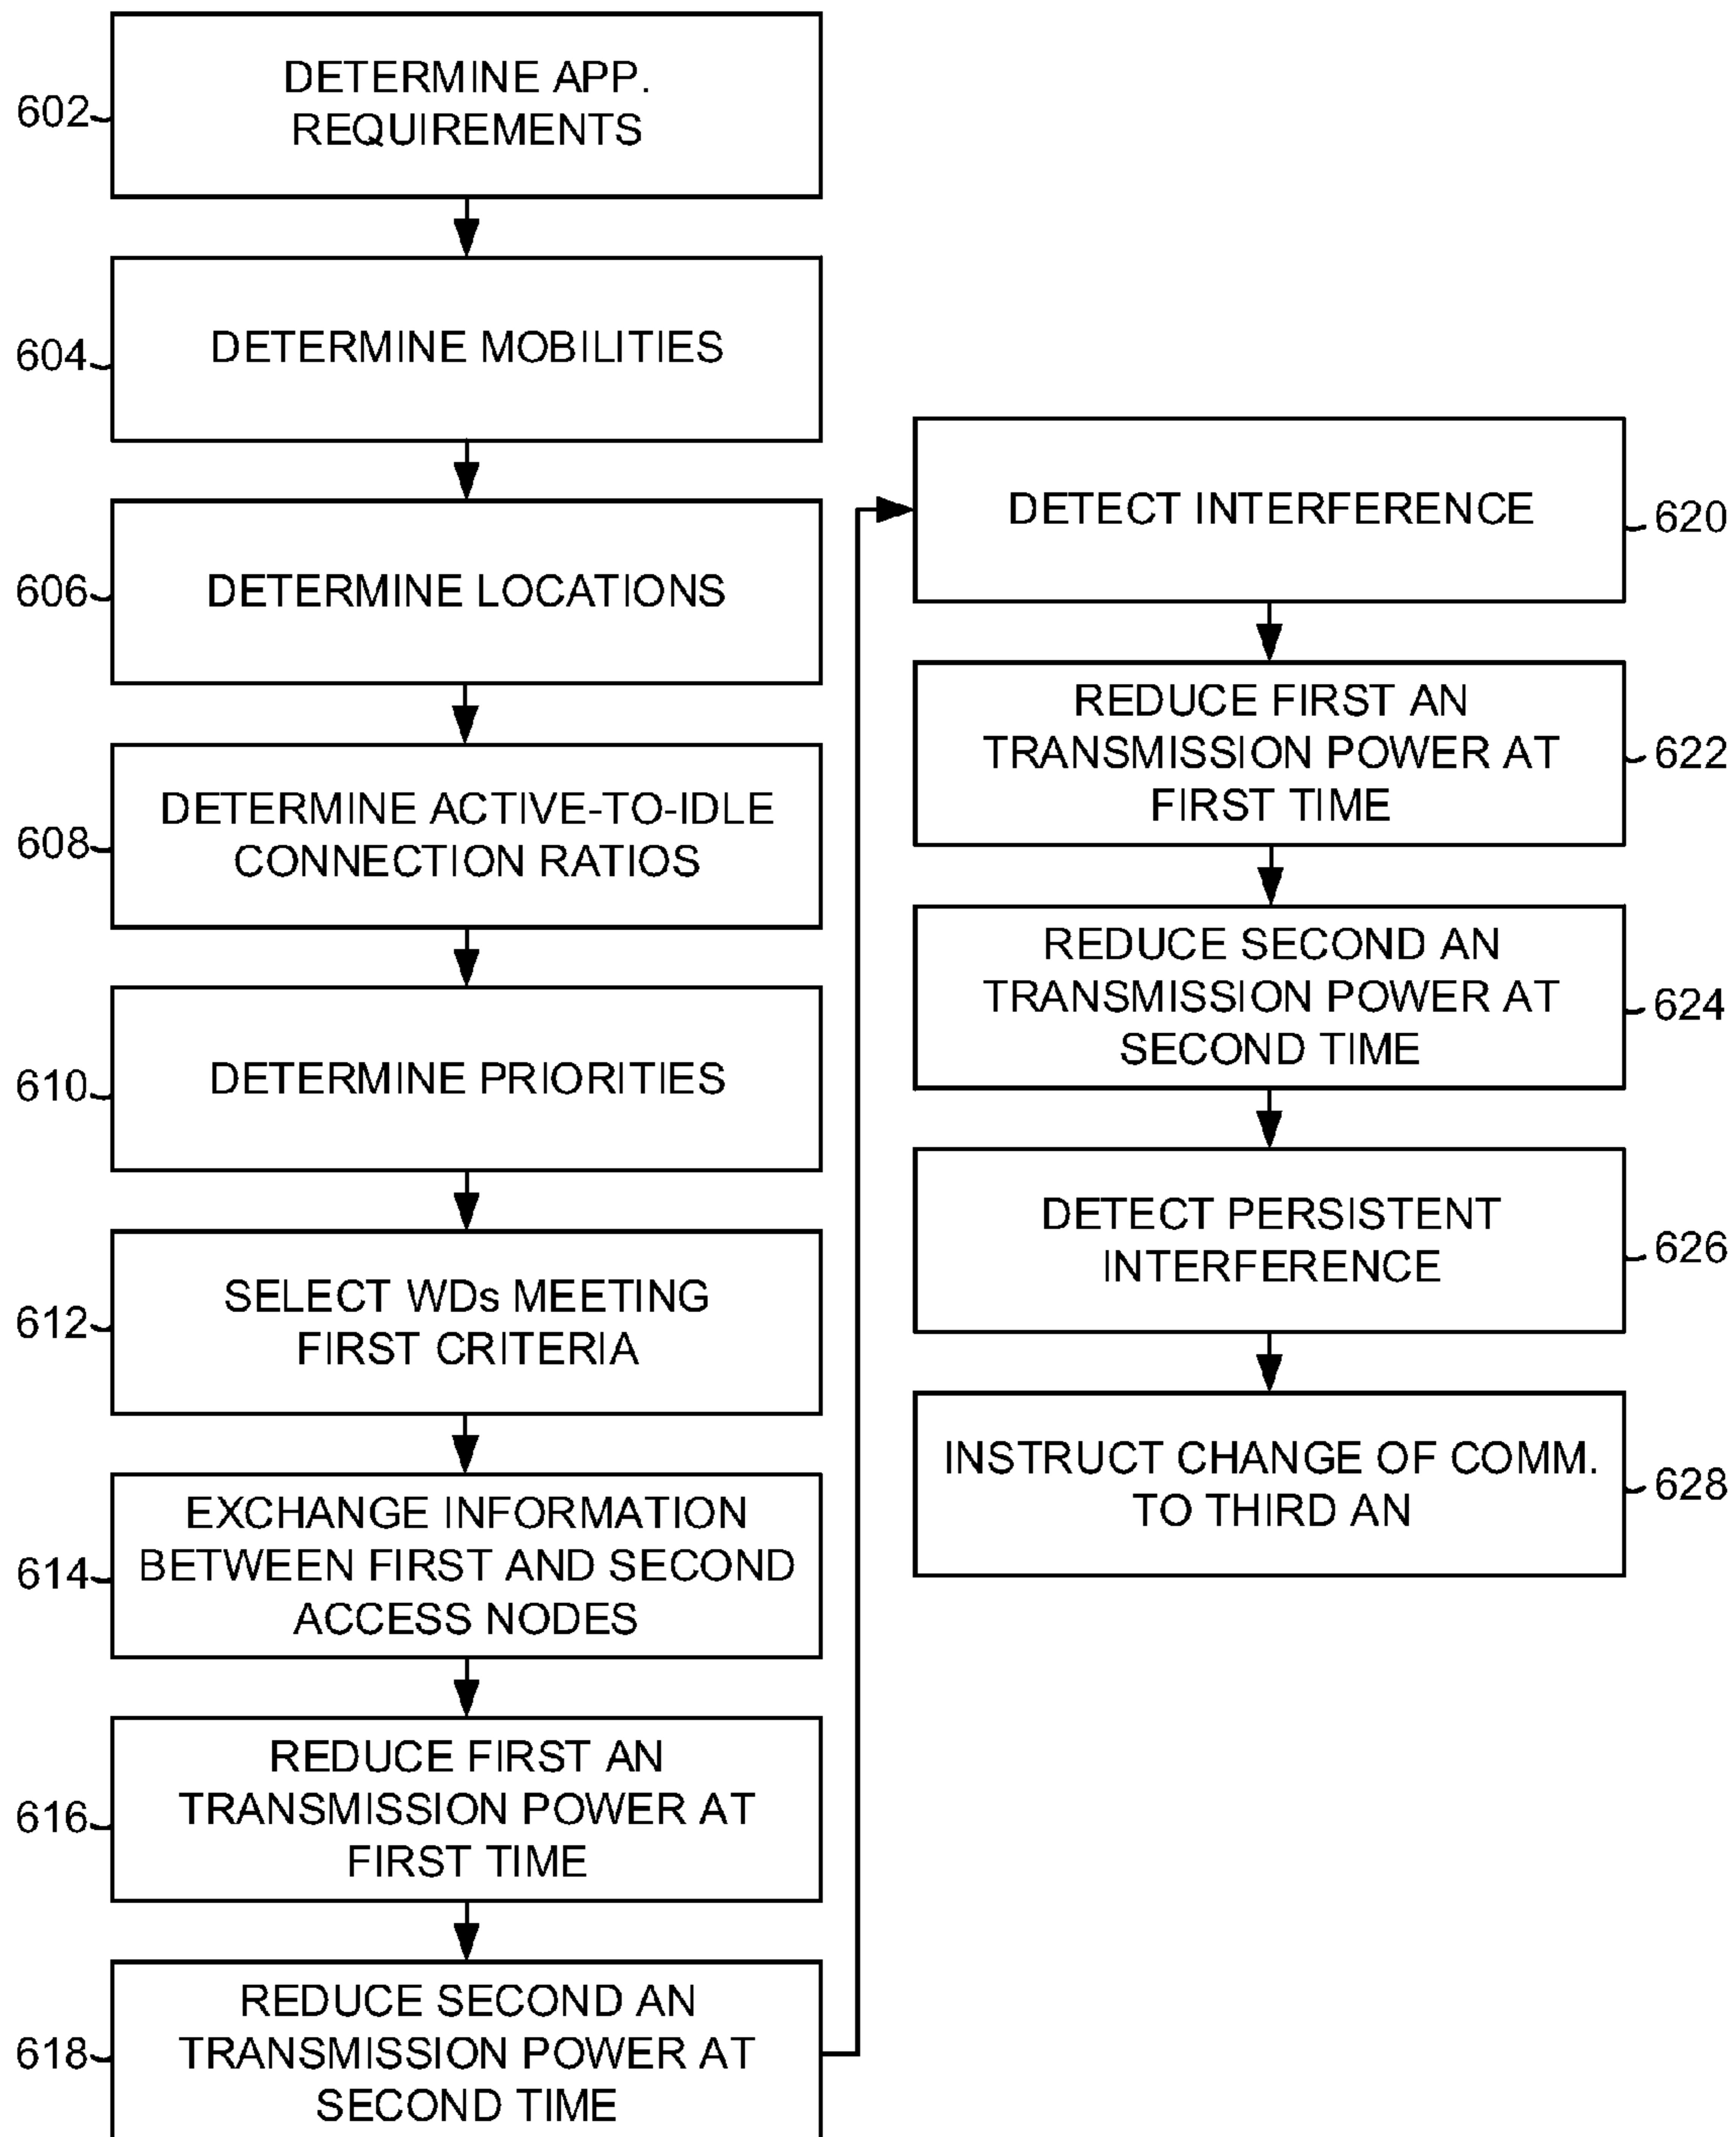 602
DETERMINE APP.
REQUIREMENTS
604
DETERMINE MOBILITIES
606
DETERMINE LOCATIONS
608
DETERMINE ACTIVE-TO-IDLE
CONNECTION RATIOS
610
DETERMINE PRIORITIES
612
SELECT WDs MEETING
FIRST CRITERIA
614
EXCHANGE INFORMATION
BETWEEN FIRST AND SECOND
ACCESS NODES
616
REDUCE FIRST AN
TRANSMISSION POWER AT
FIRST TIME
618
REDUCE SECOND AN
TRANSMISSION POWER AT
SECOND TIME
DETECT INTERFERENCE
620
REDUCE FIRST AN
TRANSMISSION POWER AT
FIRST TIME
622
REDUCE SECOND AN
TRANSMISSION POWER AT
SECOND TIME
624
DETECT PERSISTENT
INTERFERENCE
626
INSTRUCT CHANGE OF COMM.
TO THIRD AN
628